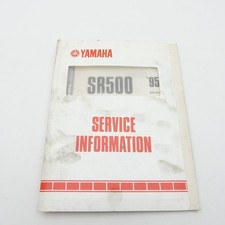 YAMAHA
SR500 '95
SERVICE
INFORMATION